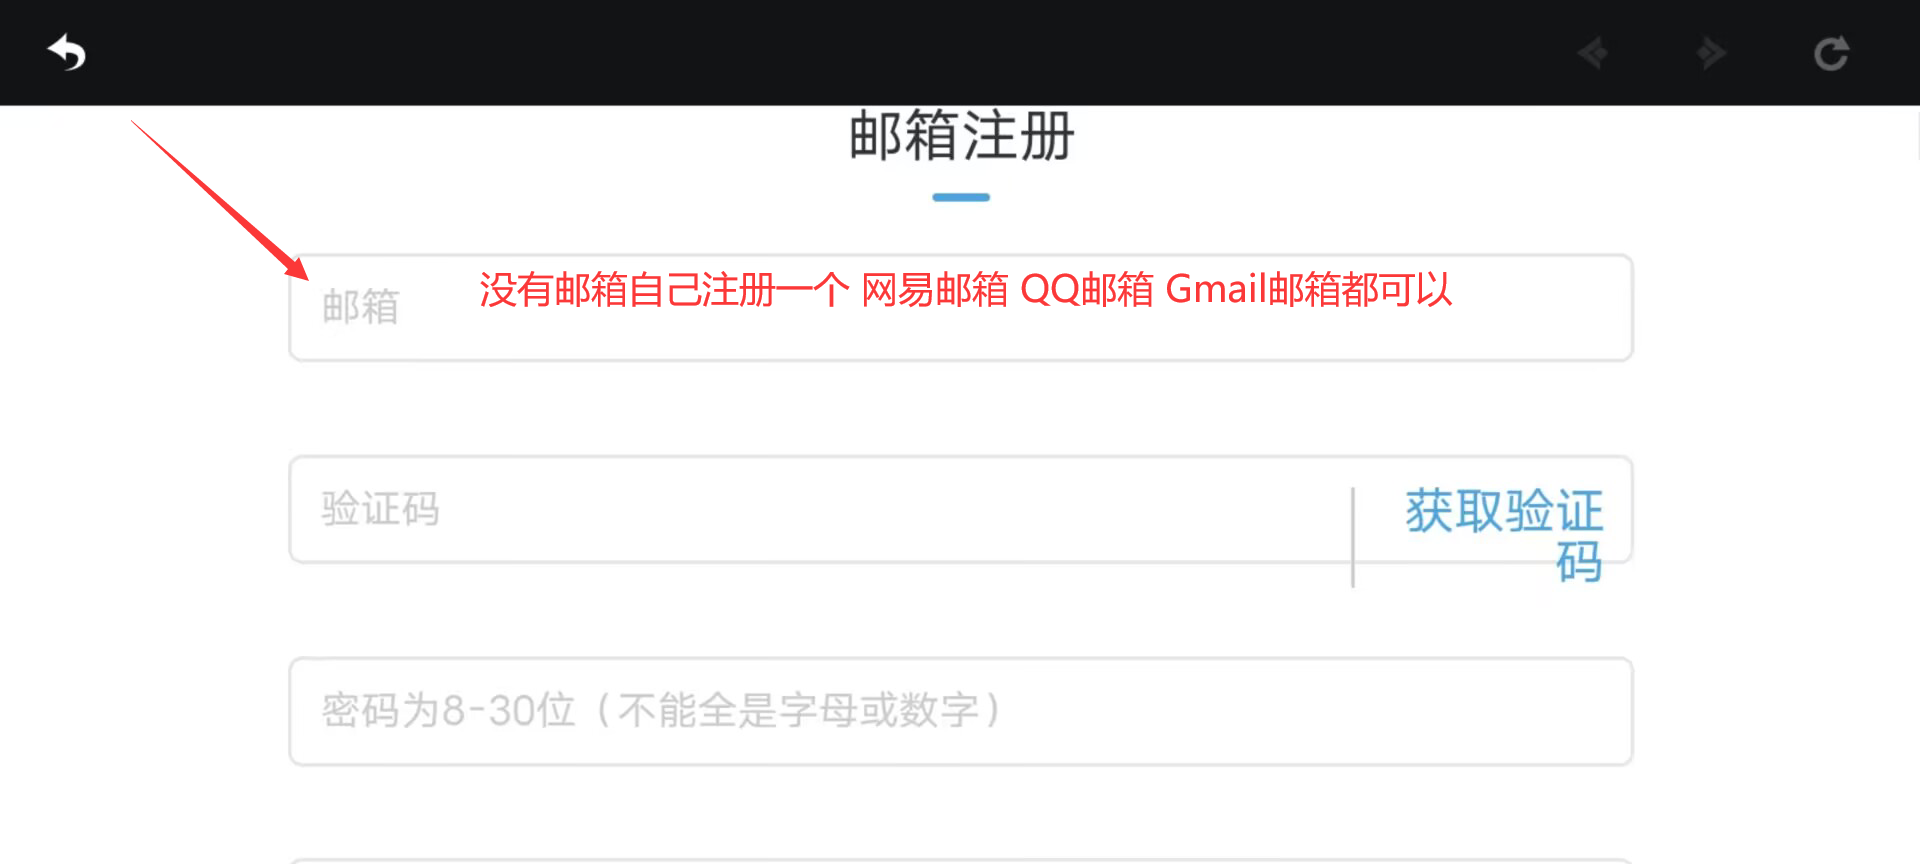 邮箱注册
邮箱
没有邮箱自己注册一个 网易邮箱 QQ邮箱 Gmail邮箱都可以
验证码
获取验证
码
密码为8-30位（不能全是字母或数字）